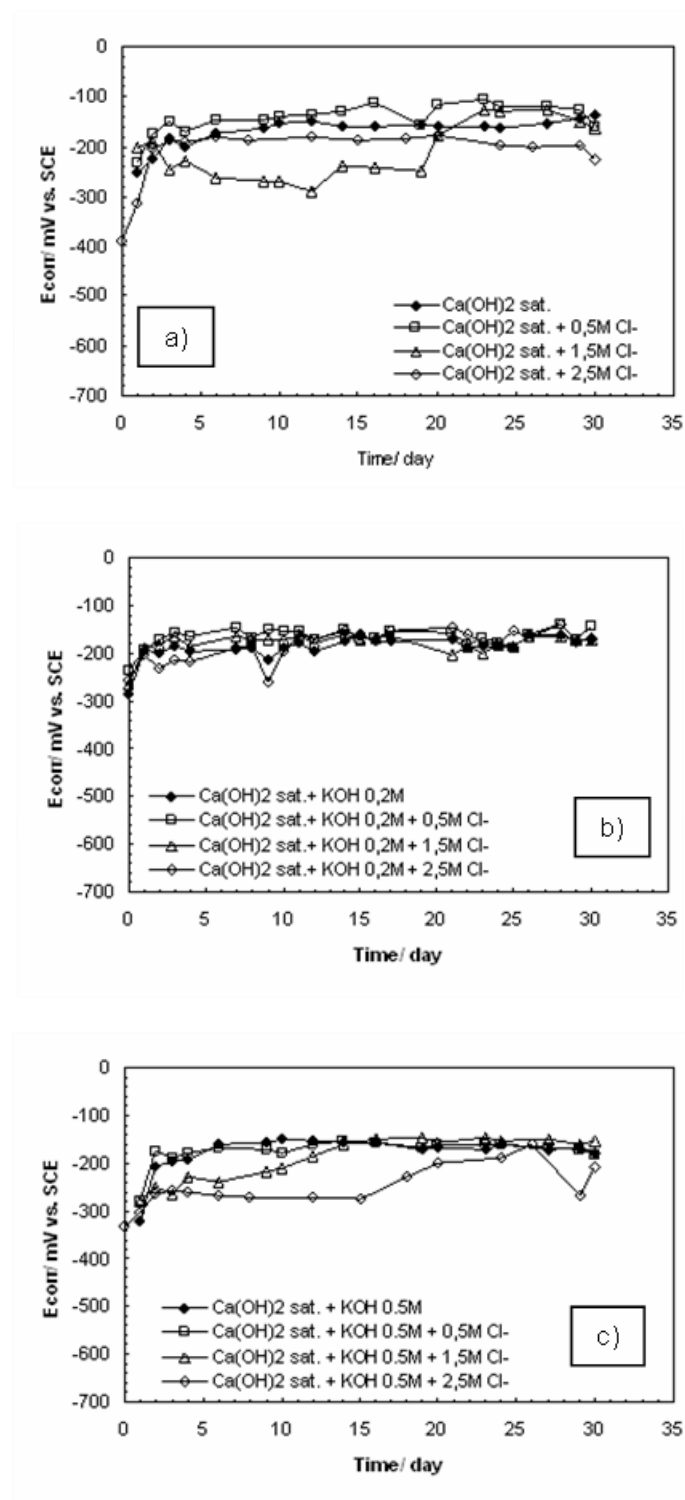 0
-100
-200
-300
-400
-500
-600
-700
Ecorr/ mV vs. SCE
a)
Ca(OH)2 sat.
Ca(OH)2 sat. + 0,5M Cl-
Ca(OH)2 sat. + 1,5M Cl-
Ca(OH)2 sat. + 2,5M Cl-
0 5 10 15 20 25 30 35
Time/ day
0
-100
-200
-300
-400
-500
-600
-700
Ecorr/ mV vs. SCE
Ca(OH)2 sat.+ KOH 0,2M
Ca(OH)2 sat.+ KOH 0,2M + 0,5M Cl-
Ca(OH)2 sat.+ KOH 0,2M + 1,5M Cl-
Ca(OH)2 sat.+ KOH 0,2M + 2,5M Cl-
b)
0 5 10 15 20 25 30 35
Time/ day
0
-100
-200
-300
-400
-500
-600
-700
Ecorr/ mV vs. SCE
Ca(OH)2 sat. + KOH 0.5M
Ca(OH)2 sat. + KOH 0.5M + 0,5M Cl-
Ca(OH)2 sat. + KOH 0.5M + 1,5M Cl-
Ca(OH)2 sat. + KOH 0.5M + 2,5M Cl-
c)
0 5 10 15 20 25 30 35
Time/ day